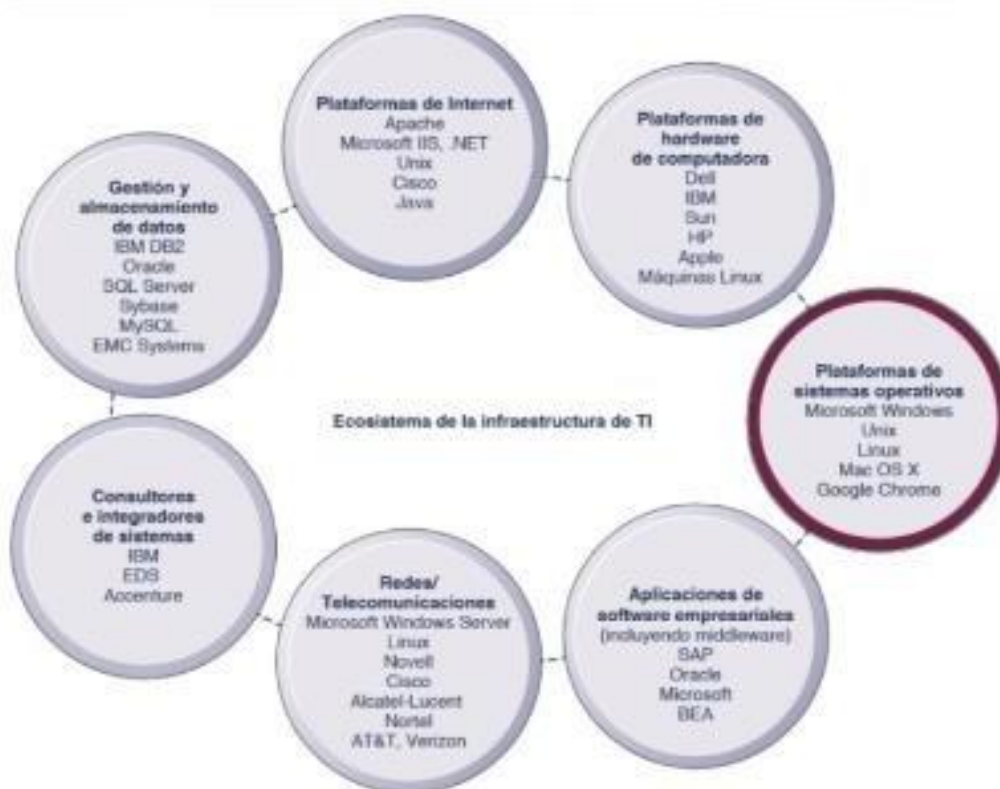 Plataformas de Internet
Apache
Microsoft IIS, .NET
Unix
Cisco
Java
Plataformas de
hardware
de computadora
Dell
IBM
Sun
HP
Apple
Máquinas Linux
Plataformas de
sistemas operativos
Microsoft Windows
Unix
Linux
Mac OS X
Google Chrome
Aplicaciones de
software empresariales
(incluyendo middleware)
SAP
Oracle
Microsoft
BEA
Redes/
Telecomunicaciones
Microsoft Windows Server
Linux
Novell
Cisco
Alcatel-Lucent
Nortel
AT&T, Verizon
Consultores
e integradores
de sistemas
IBM
EDS
Accenture
Gestión y
almacenamiento
de datos
IBM DB2
Oracle
SQL Server
Sybase
MySQL
EMC Systems
Ecosistema de la infraestructura de TI